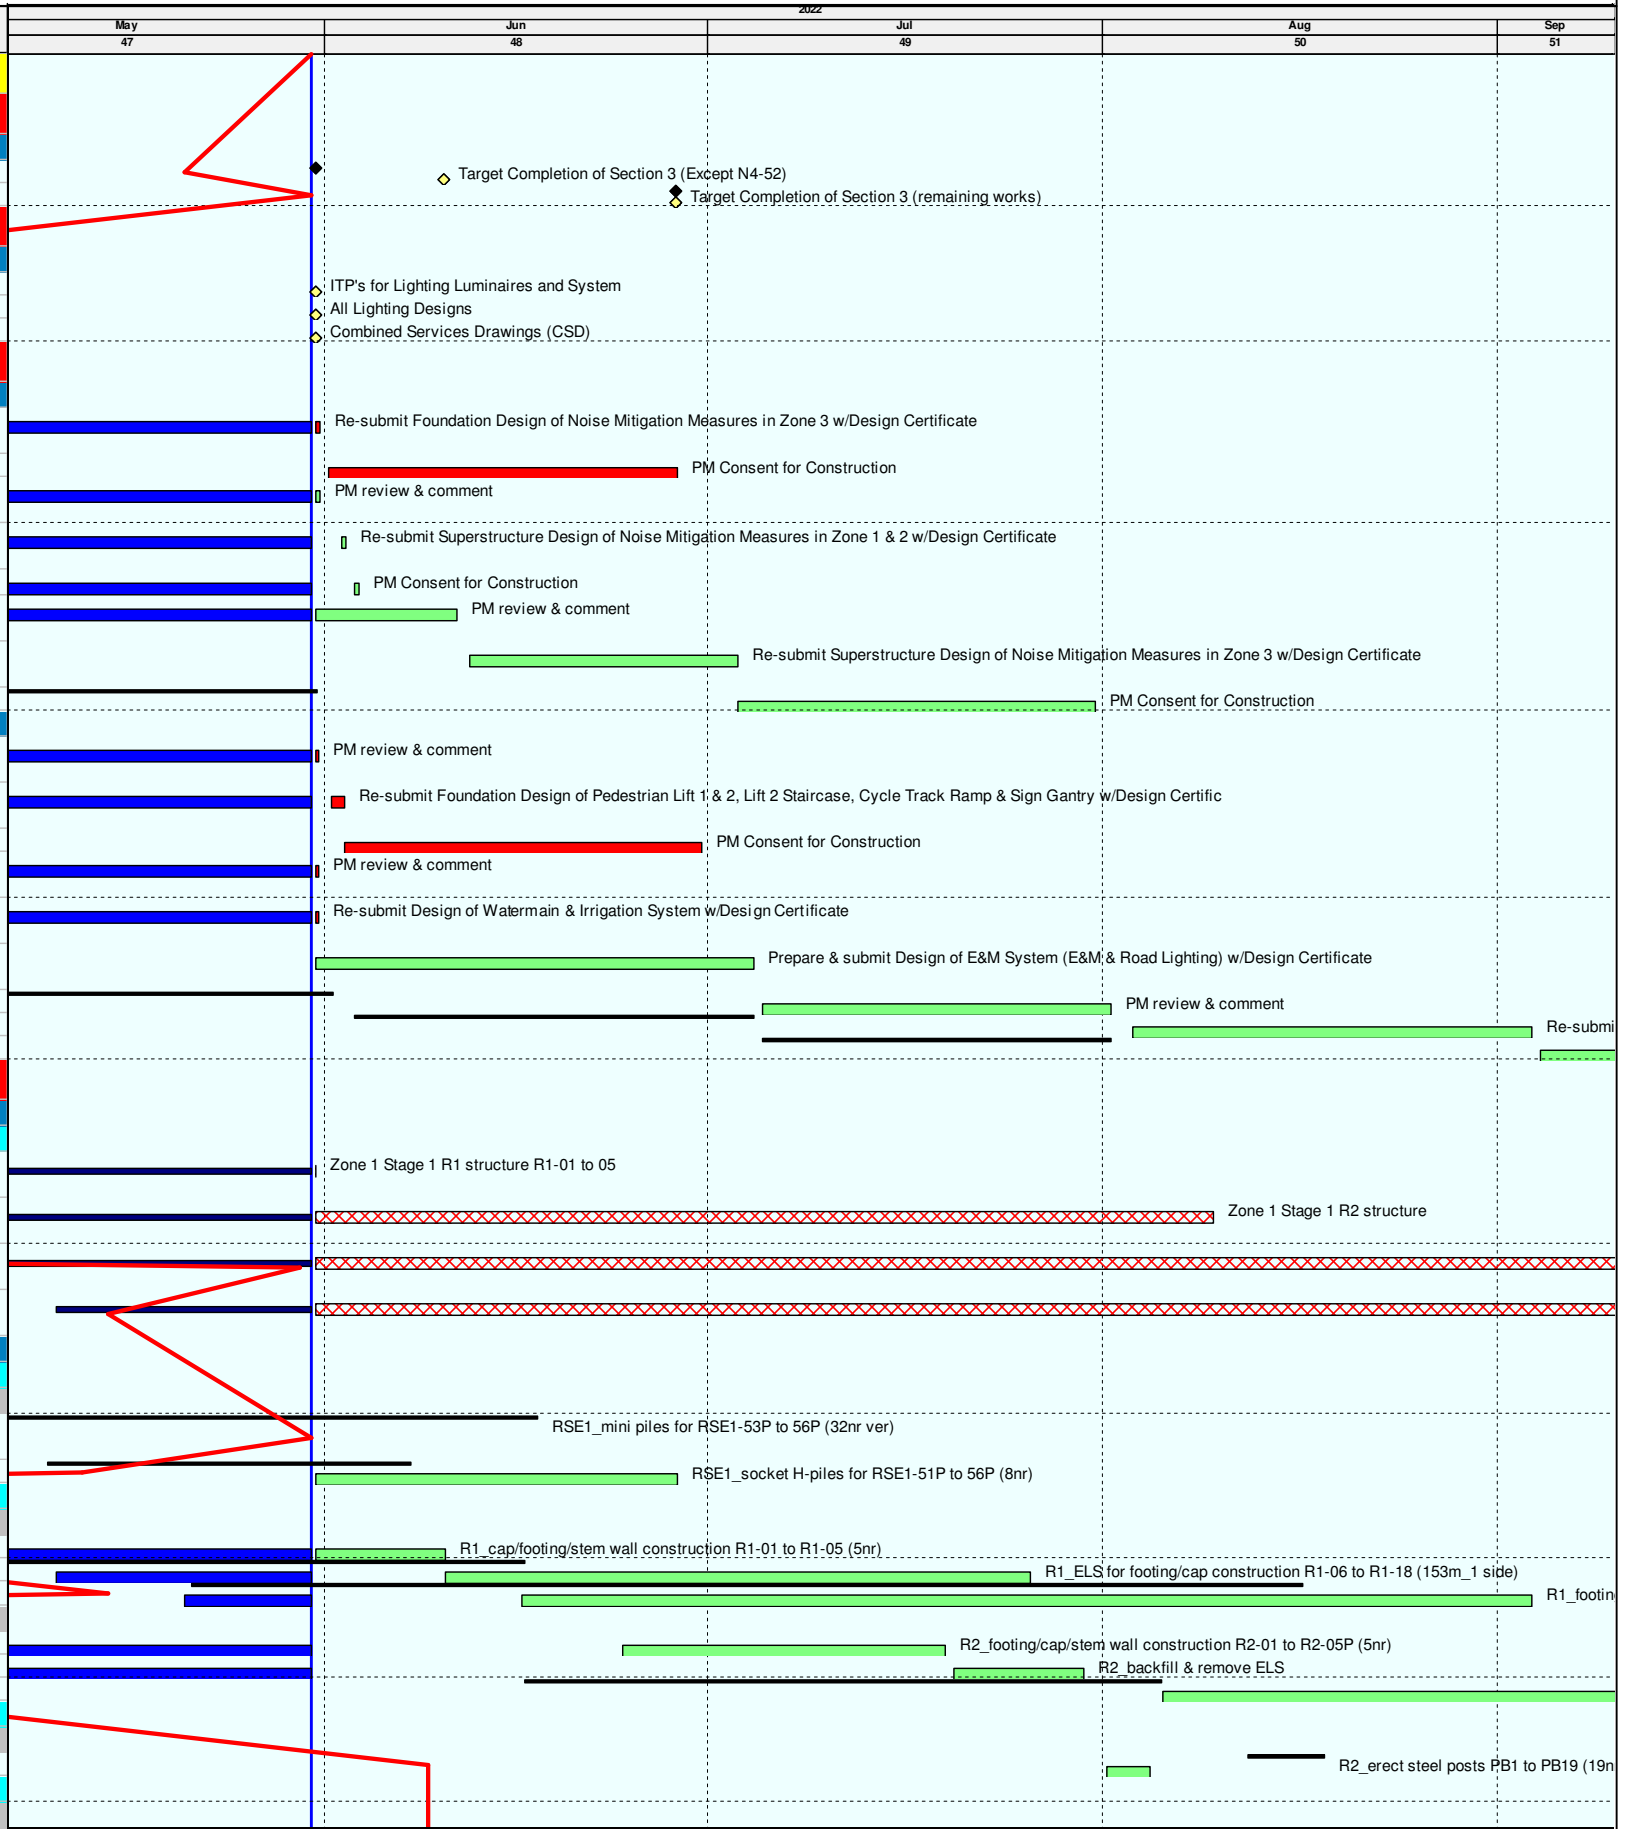 2022
May Jun Jul Aug Sep
47 48 49 50 51
Target Completion of Section 3 (Except N4-52)
Target Completion of Section 3 (remaining works)
ITP's for Lighting Luminaires and System
All Lighting Designs
Combined Services Drawings (CSD)
Re-submit Foundation Design of Noise Mitigation Measures in Zone 3 w/Design Certificate
PM Consent for Construction
PM review & comment
Re-submit Superstructure Design of Noise Mitigation Measures in Zone 1 & 2 w/Design Certificate
PM Consent for Construction
PM review & comment
Re-submit Superstructure Design of Noise Mitigation Measures in Zone 3 w/Design Certificate
PM Consent for Construction
PM review & comment
Re-submit Foundation Design of Pedestrian Lift 1 & 2, Lift 2 Staircase, Cycle Track Ramp & Sign Gantry w/Design Certific
PM Consent for Construction
PM review & comment
Re-submit Design of Watermain & Irrigation System w/Design Certificate
Prepare & submit Design of E&M System (E&M & Road Lighting) w/Design Certificate
PM review & comment
Re-submi
Zone 1 Stage 1 R1 structure R1-01 to 05
Zone 1 Stage 1 R2 structure
RSE1_mini piles for RSE1-53P to 56P (32nr ver)
RSE1_socket H-piles for RSE1-51P to 56P (8nr)
R1_cap/footing/stem wall construction R1-01 to R1-05 (5nr)
R1_ELS for footing/cap construction R1-06 to R1-18 (153m_1 side)
R1_footin
R2_footing/cap/stem wall construction R2-01 to R2-05P (5nr)
R2_backfill & remove ELS
R2_erect steel posts PB1 to PB19 (19n